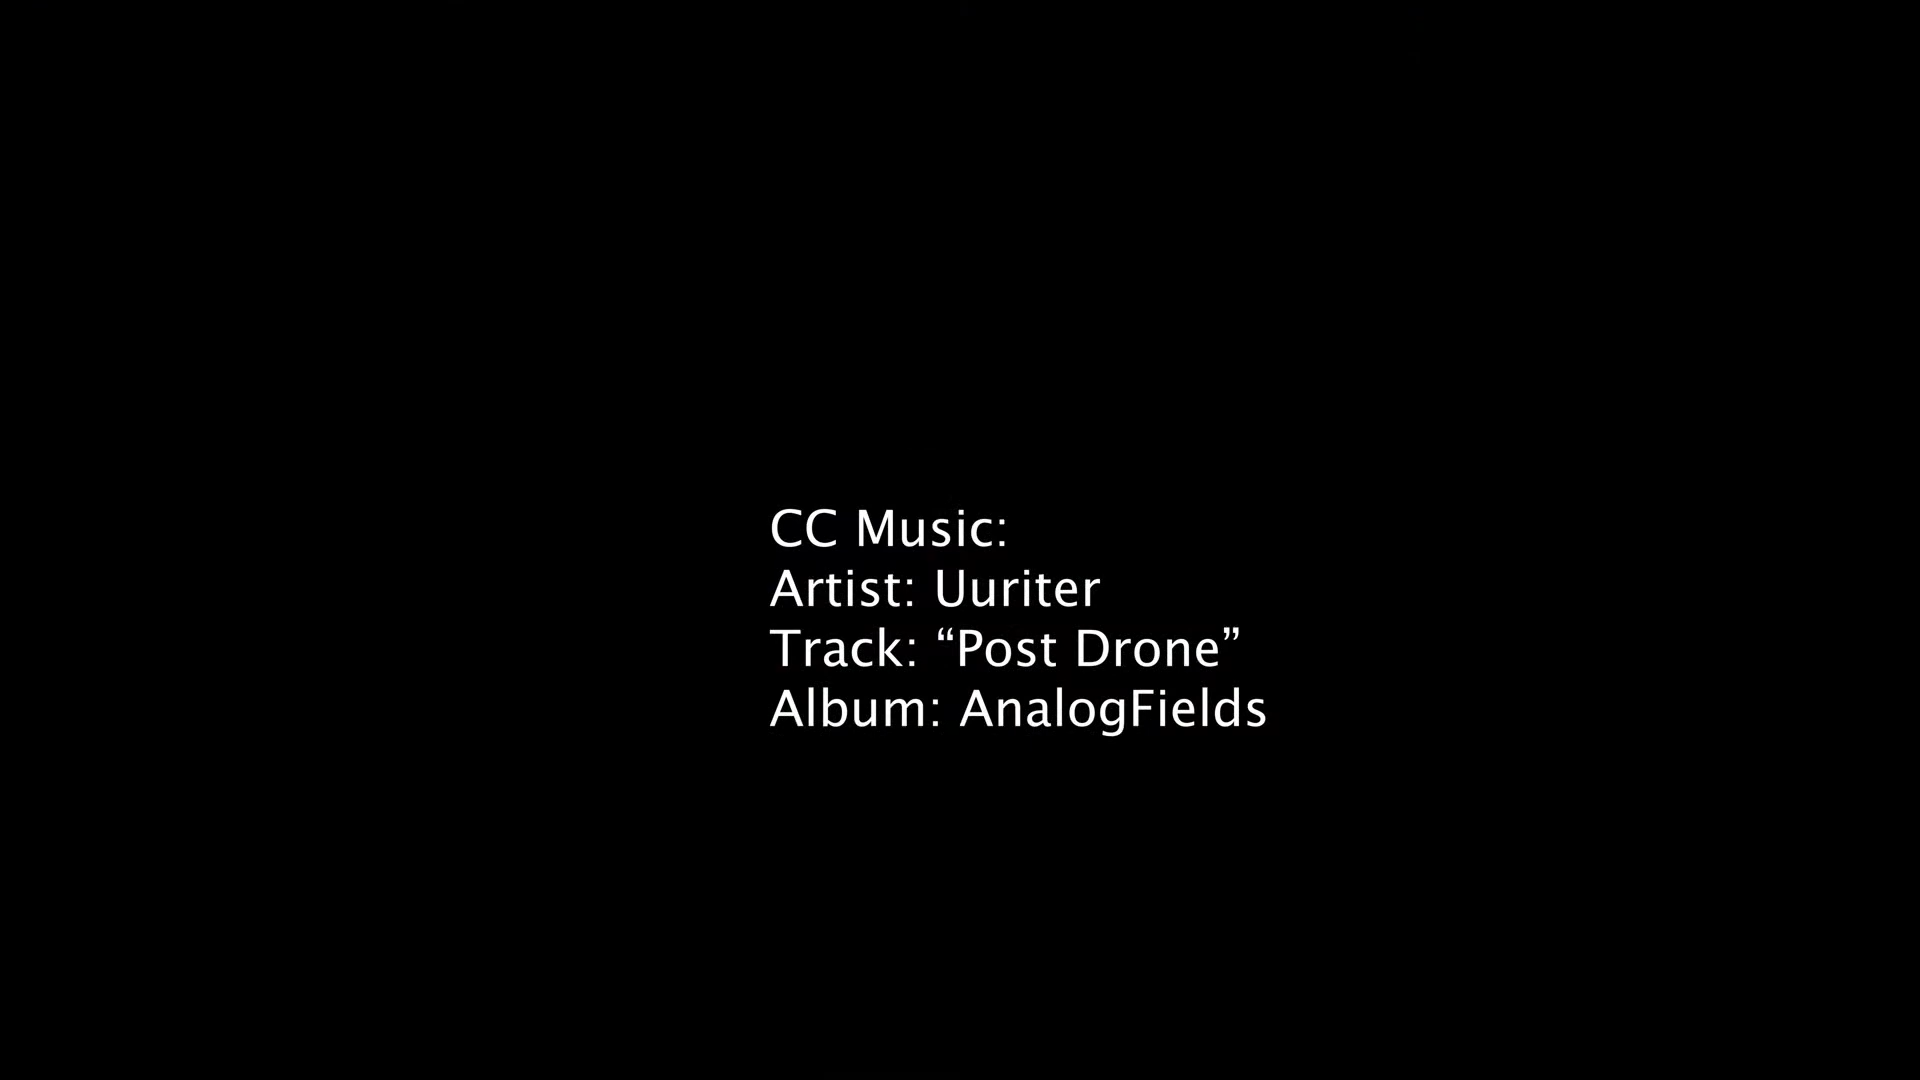 CC Music:
Artist: Uuriter
Track: “Post Drone”
Album: AnalogFields